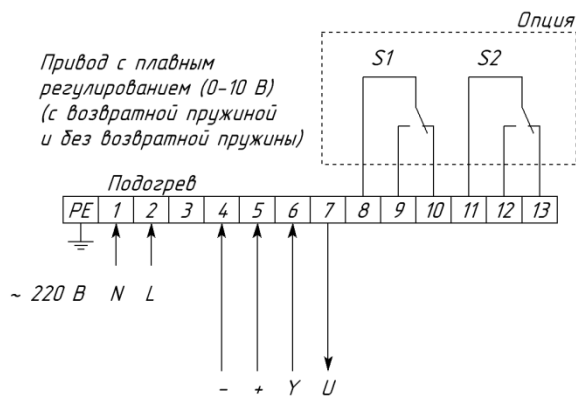 Опция
Привод с плавным
регулированием (0-10 В)
(с возвратной пружиной
и без возвратной пружины)
S1 S2
Подогрев
PE 1 2 3 4 5 6 7 8 9 10 11 12 13
~ 220 В N L
- + Y U